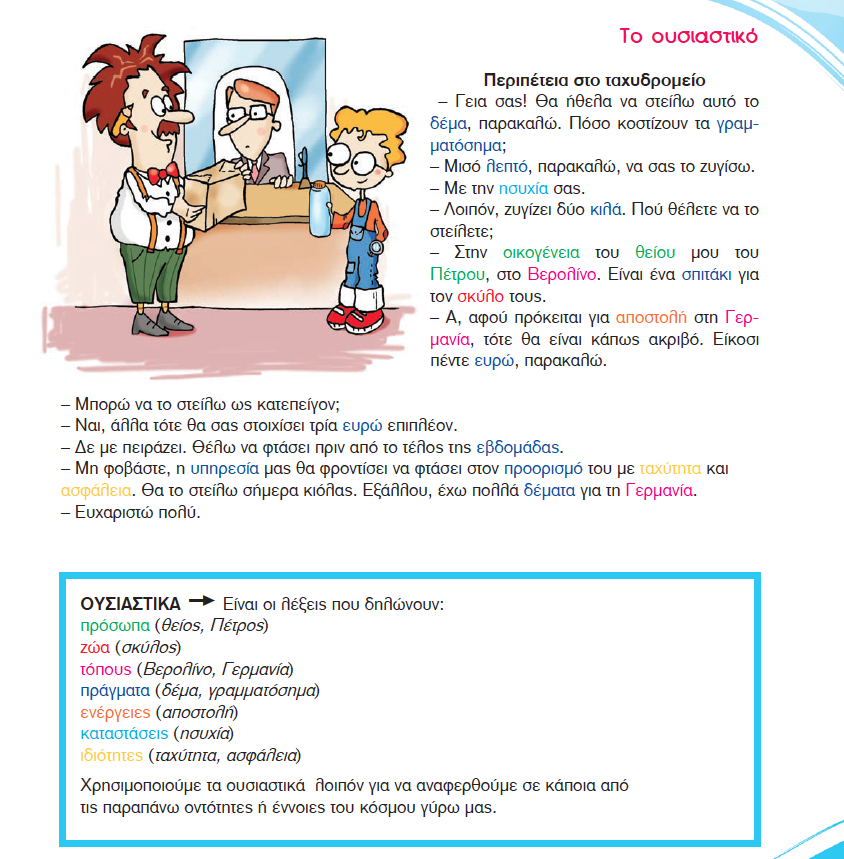 Το ουσιαστικό
Περιπέτεια στο ταχυδρομείο
– Γεια σας! Θα ήθελα να στείλω αυτό το
δέμα, παρακαλώ. Πόσο κοστίζουν τα γραμ-
ματόσημα;
– Μισό λεπτό, παρακαλώ, να σας το ζυγίσω.
– Με την ησυχία σας.
– Λοιπόν, ζυγίζει δύο κιλά. Πού θέλετε να το
στείλετε;
– Στην οικογένεια του θείου μου του
Πέτρου, στο Βερολίνο. Είναι ένα σπιτάκι για
τον σκύλο τους.
– Α, αφού πρόκειται για αποστολή στη Γερ-
μανία, τότε θα είναι κάπως ακριβό. Είκοσι
πέντε ευρώ, παρακαλώ.
– Μπορώ να το στείλω ως κατεπείγον;
– Ναι, άλλα τότε θα σας στοιχίσει τρία ευρώ επιπλέον.
– Δε με πειράζει. Θέλω να φτάσει πριν από το τέλος της εβδομάδας.
– Μη φοβάστε, η υπηρεσία μας θα φροντίσει να φτάσει στον προορισμό του με ταχύτητα και
ασφάλεια. Θα το στείλω σήμερα κιόλας. Εξάλλου, έχω πολλά δέματα για τη Γερμανία.
– Ευχαριστώ πολύ.
ΟΥΣΙΑΣΤΙΚΑ → Είναι οι λέξεις που δηλώνουν:
πρόσωπα (θείος, Πέτρος)
ζώα (σκύλος)
τόπους (Βερολίνο, Γερμανία)
πράγματα (δέμα, γραμματόσημα)
ενέργειες (αποστολή)
καταστάσεις (ησυχία)
ιδιότητες (ταχύτητα, ασφάλεια)
Χρησιμοποιούμε τα ουσιαστικά λοιπόν για να αναφερθούμε σε κάποια από
τις παραπάνω οντότητες ή έννοιες του κόσμου γύρω μας.